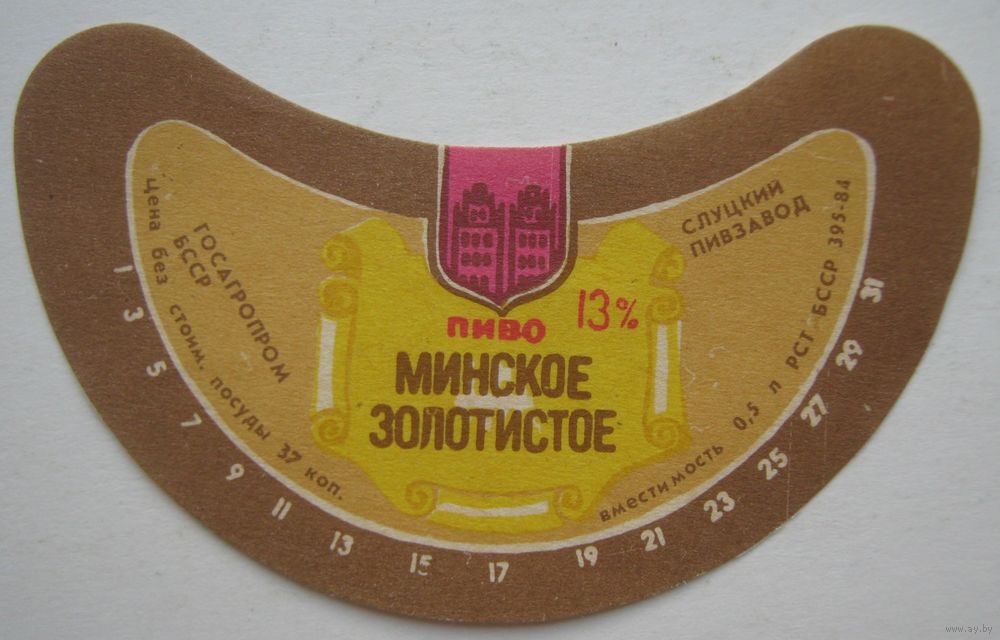 ГОСАГРОПРОМ
БССР
Цена без стоим. посуды 37 коп.
пиво
13%
МИНСКОЕ
ЗОЛОТИСТОЕ
СЛУЦКИЙ
ПИВЗАВОД
вместимость 0,5 л РСТ БССР 395-84
1 3 5 7 9 11 13 15 17 19 21 23 25 27 29 31
www.ay.by